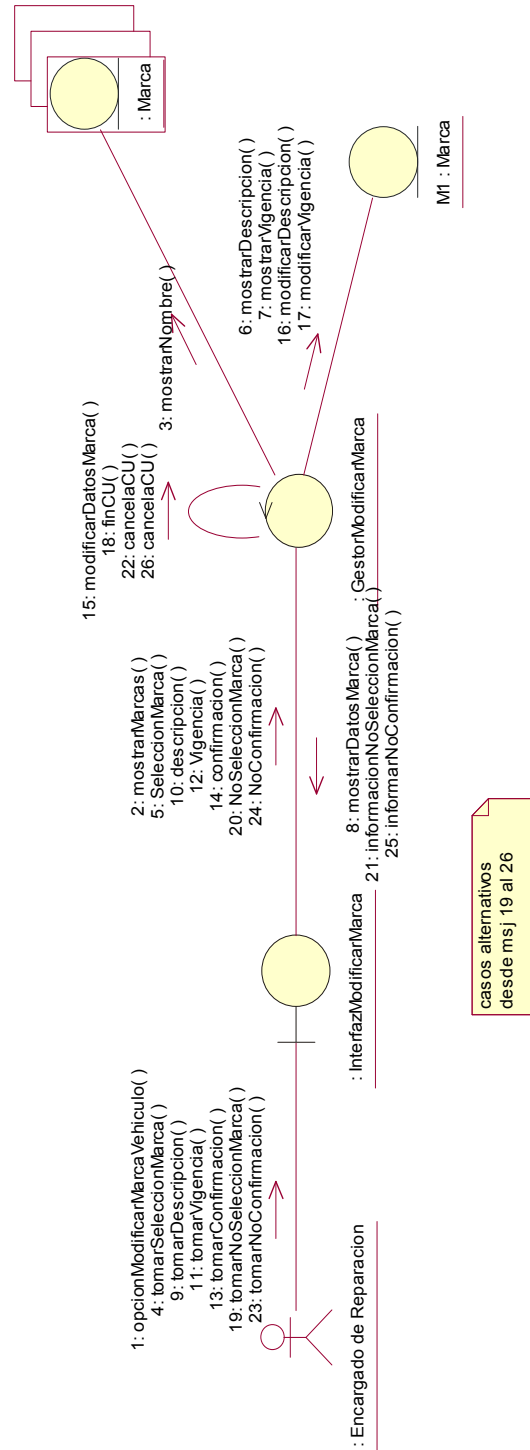 1: opcionModificarMarcaVehiculo( )
4: tomarSeleccionMarca( )
9: tomarDescripcion( )
11: tomarVigencia( )
13: tomarConfirmacion( )
19: tomarNoSeleccionMarca( )
23: tomarNoConfirmacion( )
: Encargado de Reparacion
: InterfazModificarMarca
2: mostrarMarcas( )
5: SeleccionMarca( )
10: descripcion( )
12: Vigencia( )
14: confirmacion( )
20: NoSeleccionMarca( )
24: NoConfirmacion( )
8: mostrarDatosMarca( )
21: informacionNoSeleccionMarca( )
25: informarNoConfirmacion( )
: GestorModificarMarca
15: modificarDatosMarca( )
18: finCU( )
22: cancelaCU( )
26: cancelaCU( )
3: mostrarNombre( )
: Marca
6: mostrarDescripcion( )
7: mostrarVigencia( )
16: modificarDescripcion( )
17: modificarVigencia( )
M1 : Marca
casos alternativos
desde msj 19 al 26